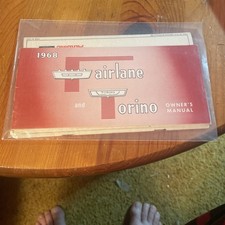 1968
Fairlane
and
Torino
OWNER'S
MANUAL